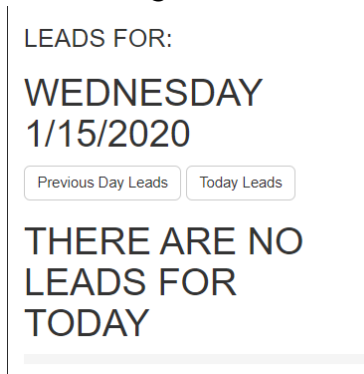 LEADS FOR:
WEDNESDAY
1/15/2020
Previous Day Leads Today Leads
THERE ARE NO
LEADS FOR
TODAY